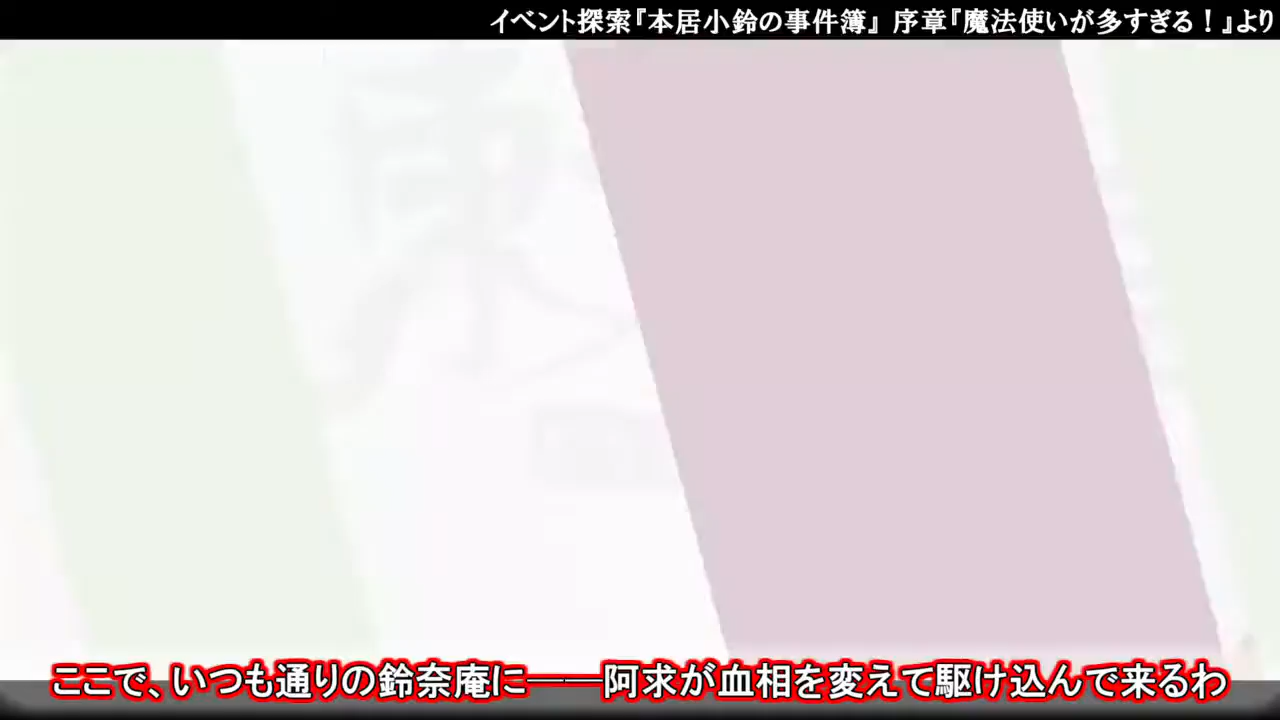 イベント探索『本居小鈴の事件簿』 序章『魔法使いが多すぎる！』より
ここで、いつも通りの鈴奈庵に――阿求が血相を変えて駆け込んで来るわ